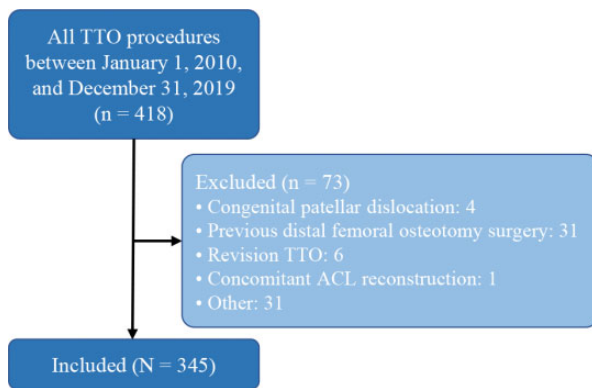 All TTO procedures
between January 1, 2010,
and December 31, 2019
(n = 418)
Excluded (n = 73)
• Congenital patellar dislocation: 4
• Previous distal femoral osteotomy surgery: 31
• Revision TTO: 6
• Concomitant ACL reconstruction: 1
• Other: 31
Included (N = 345)